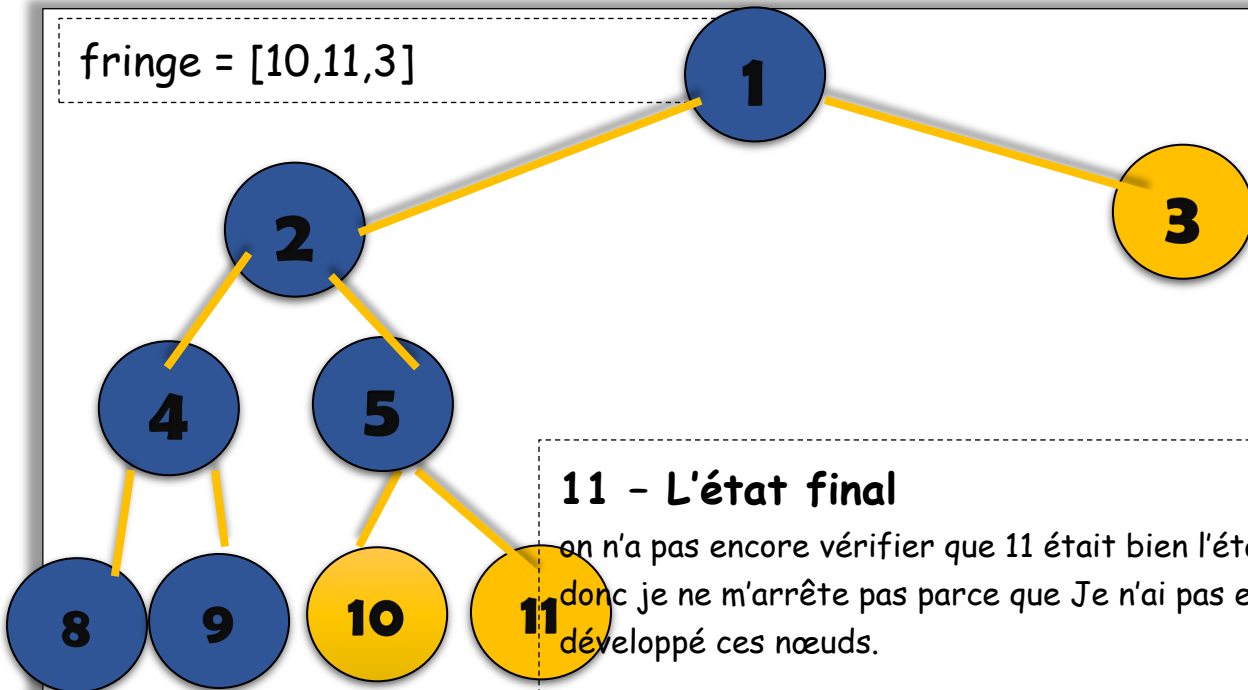 fringe = [10,11,3]
1
2
3
4
5
11 – L'état final
on n'a pas encore vérifier que 11 était bien
donc je ne m'arrête pas parce que Je n'ai pas
développé ces nœuds.
8
9
10
11